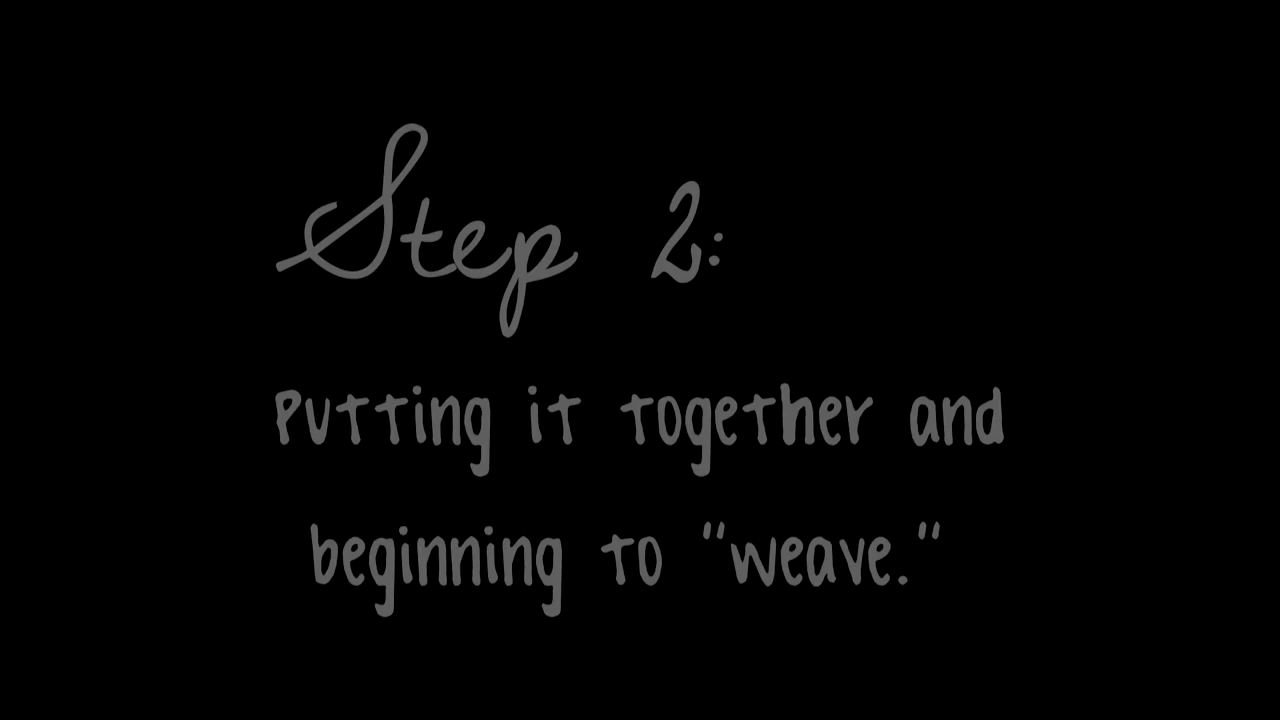 Step 2:
Putting it together and
beginning to "weave."